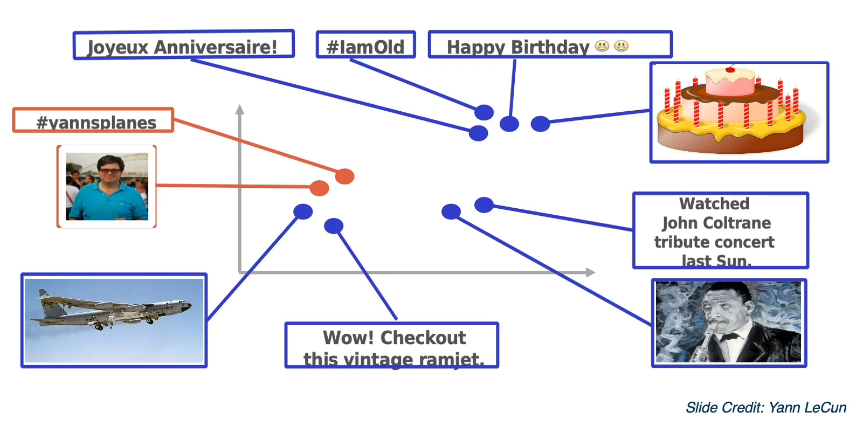 Joyeux Anniversaire!
#IamOld
Happy Birthday 😃 😃
#yannsplanes
Watched
John Coltrane
tribute concert
last Sun.
Wow! Checkout
this vintage ramjet.
Slide Credit: Yann LeCun